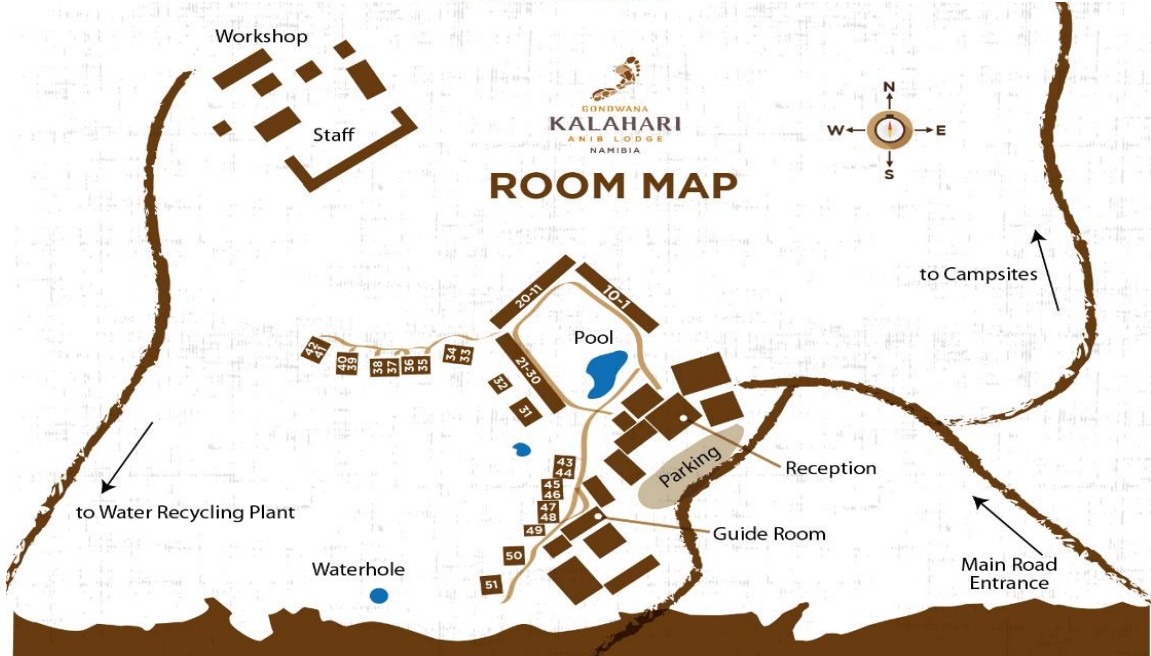 Workshop
Staff
GONDWANA
KALAHARI
ANIB LODGE
NAMIBIA
ROOM MAP
N
W
E
S
to Campsites
20-11
10-1
Pool
42
41
40
39
38
37
36
35
34
33
21-30
32
31
Parking
Reception
43
44
45
46
47
48
49
50
51
Guide Room
to Water Recycling Plant
Waterhole
Main Road
Entrance